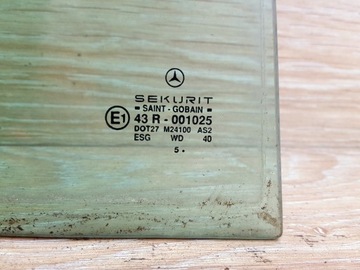 SEKURIT
SAINT-GOBAIN
E1 43 R - 001025
DOT27 M24100 AS2
ESG WD 40
5 .